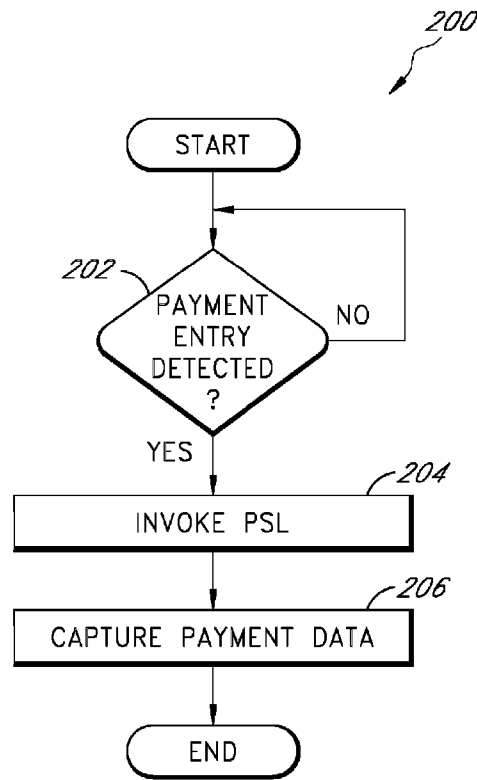 200
START
202
PAYMENT
ENTRY
DETECTED
?
NO
YES
204
INVOKE PSL
206
CAPTURE PAYMENT DATA
END